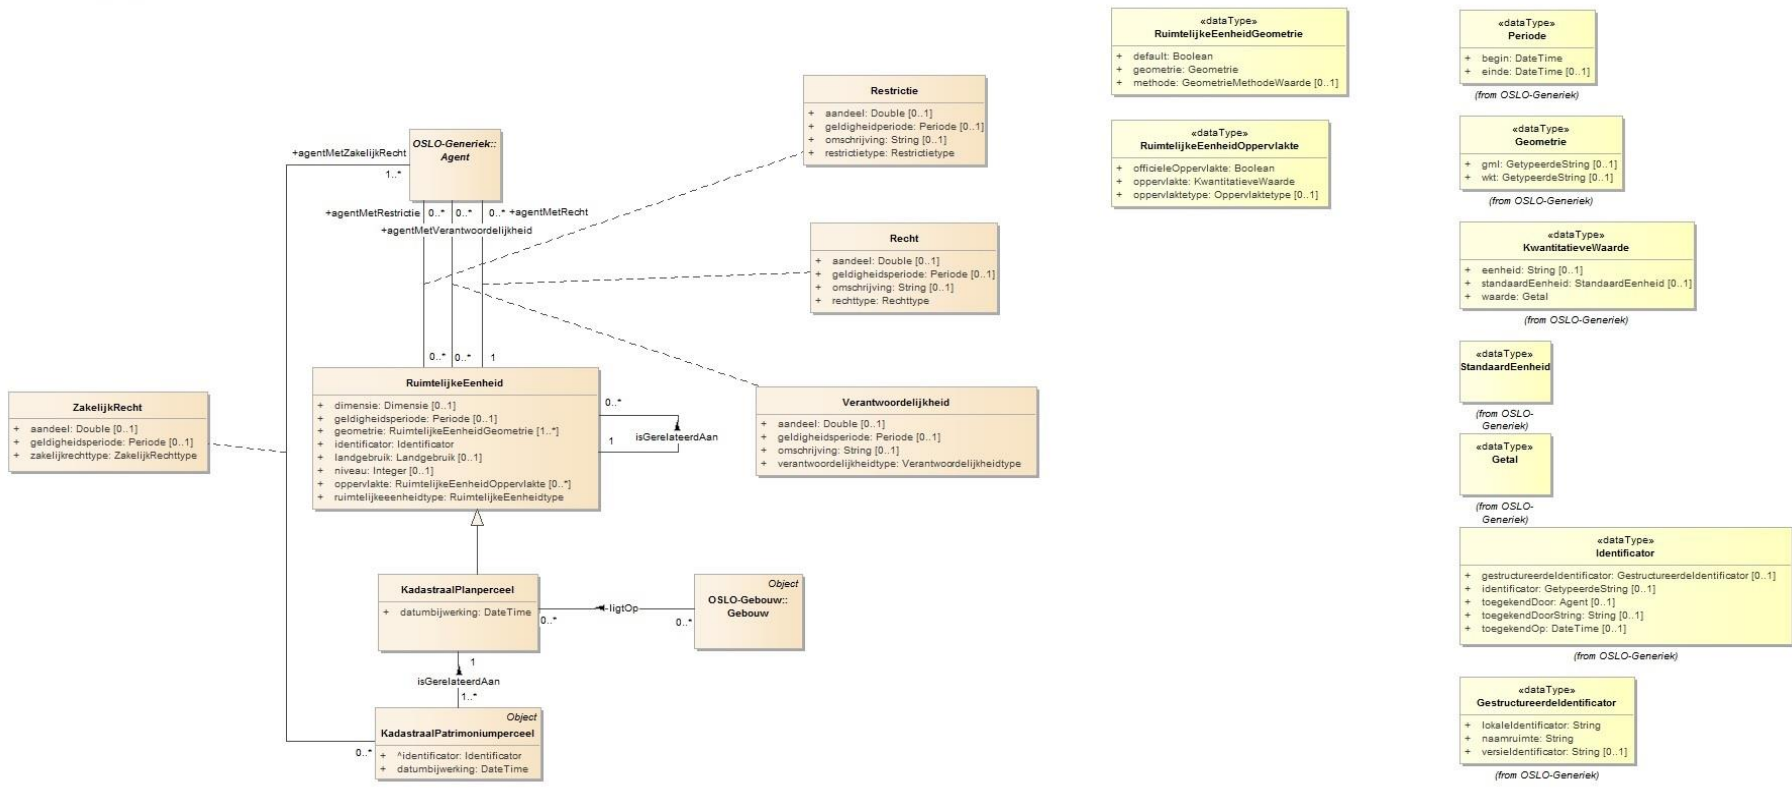 OSLO-Generiek::
Agent
+agentMetZakelijkRecht
1..*
+agentMetRestrictie
0..*
0..*
0..*
+agentMetRecht
+agentMetVerantwoordelijkheid
Restrictie
+ aandeel: Double [0..1]
+ geldigheidperiode: Periode [0..1]
+ omschrijving: String [0..1]
+ restrictietype: Restrictietype
Recht
+ aandeel: Double [0..1]
+ geldigheidsperiode: Periode [0..1]
+ omschrijving: String [0..1]
+ rechttype: Rechttype
0..*
0..*
1
ZakelijkRecht
+ aandeel: Double [0..1]
+ geldigheidsperiode: Periode [0..1]
+ zakelijkrechttype: ZakelijkRechttype
RuimtelijkeEenheid
+ dimensie: Dimensie [0..1]
+ geldigheidsperiode: Periode [0..1]
+ geometrie: RuimtelijkeEenheidGeometrie [1..*]
+ identificator: Identificator
+ landgebruik: Landgebruik [0..1]
+ niveau: Integer [0..1]
+ oppervlakte: RuimtelijkeEenheidOppervlakte [0..*]
+ ruimtelijkeeenheidtype: RuimtelijkeEenheidtype
0..*
1
isGerelateerdAan
Verantwoordelijkheid
+ aandeel: Double [0..1]
+ geldigheidsperiode: Periode [0..1]
+ omschrijving: String [0..1]
+ verantwoordelijkheidtype: Verantwoordelijkheidtype
KadastraalPlanperceel
+ datumbijwerking: DateTime
0..*
ligtOp
0..*
Object
OSLO-Gebouw::
Gebouw
1
isGerelateerdAan
1..*
Object
KadastraalPatrimoniumperceel
+ ^identificator: Identificator
+ datumbijwerking: DateTime
0..*
«dataType»
RuimtelijkeEenheidGeometrie
+ default: Boolean
+ geometrie: Geometrie
+ methode: GeometrieMethodeWaarde [0..1]
«dataType»
RuimtelijkeEenheidOppervlakte
+ officieleOppervlakte: Boolean
+ oppervlakte: KwantitatieveWaarde
+ oppervlaktetype: Oppervlaktetype [0..1]
«dataType»
Periode
+ begin: DateTime
+ einde: DateTime [0..1]
(from OSLO-Generiek)
«dataType»
Geometrie
+ gml: GetypeerdeString [0..1]
+ wkt: GetypeerdeString [0..1]
(from OSLO-Generiek)
«dataType»
KwantitatieveWaarde
+ eenheid: String [0..1]
+ standaardEenheid: StandaardEenheid [0..1]
+ waarde: Getal
(from OSLO-Generiek)
«dataType»
StandaardEenheid
(from OSLO-
Generiek)
«dataType»
Getal
(from OSLO-
Generiek)
«dataType»
Identificator
+ gestructureerdeIdentificator: GestructureerdeIdentificator [0..1]
+ identificator: GetypeerdeString [0..1]
+ toegekendDoor: Agent [0..1]
+ toegekendDoorString: String [0..1]
+ toegekendOp: DateTime [0..1]
(from OSLO-Generiek)
«dataType»
GestructureerdeIdentificator
+ lokaleIdentificator: String
+ naamruimte: String
+ versieIdentificator: String [0..1]
(from OSLO-Generiek)